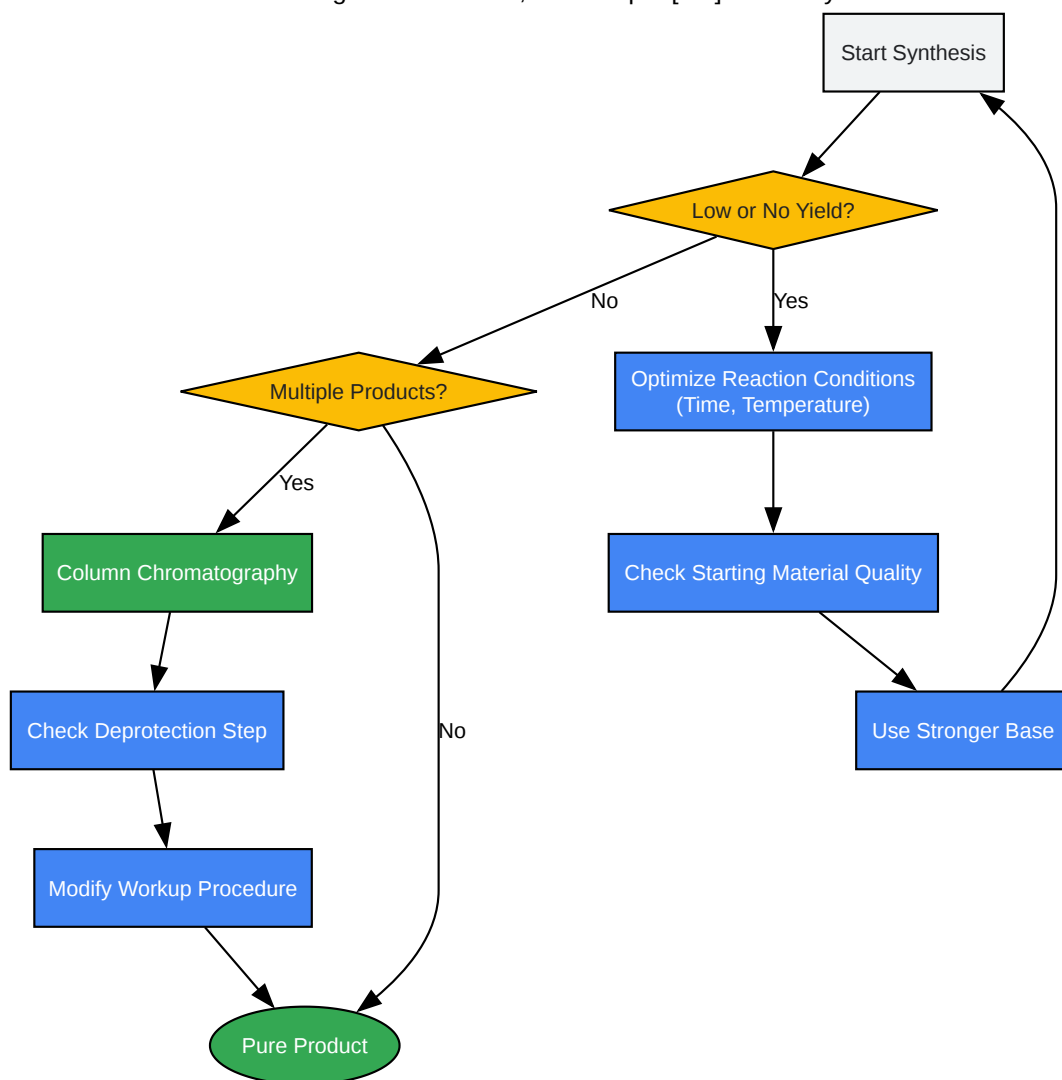 Start Synthesis
Low or No Yield?
No
Yes
Multiple Products?
Optimize Reaction Conditions
(Time, Temperature)
Yes
Column Chromatography
Check Starting Material Quality
Check Deprotection Step
No
Use Stronger Base
Modify Workup Procedure
Pure Product